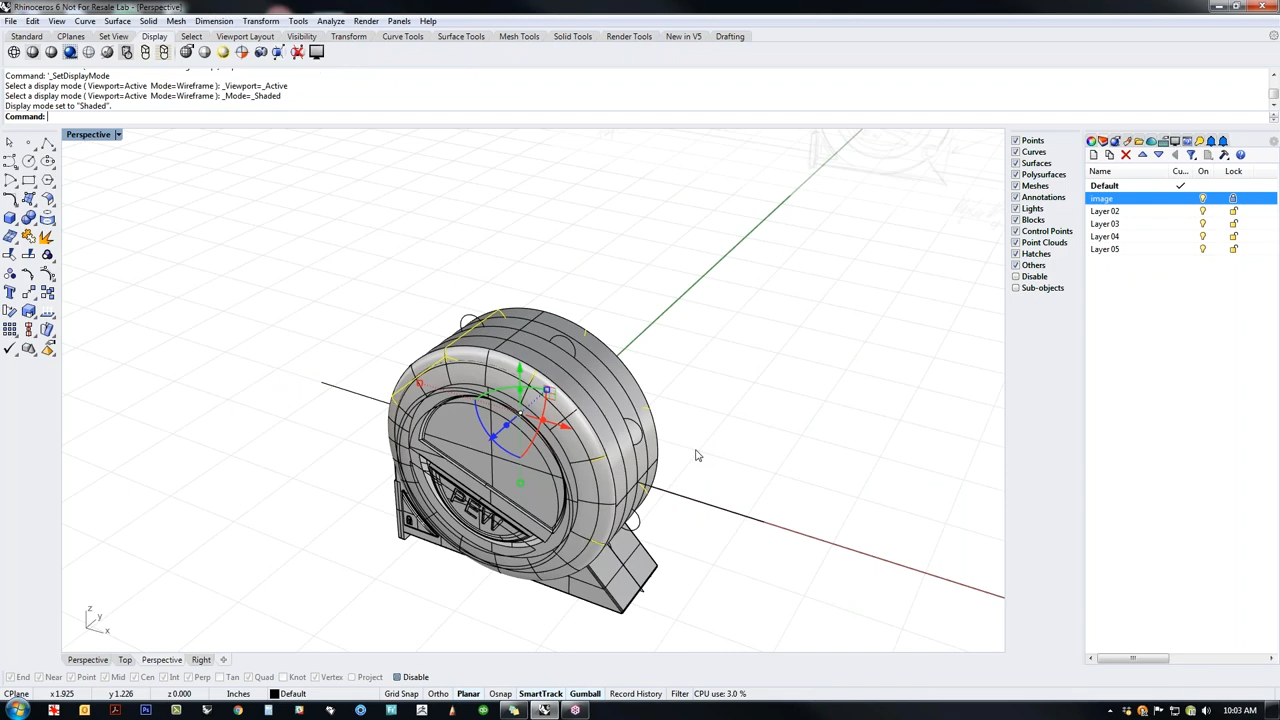 Rhinoceros 6 Not For Resale Lab - [Perspective]
File Edit View Curve Surface Solid Mesh Dimension Transform Tools Analyze Render Panels Help
Standard CPlanes Set View Display Select Viewport Layout Visibility Transform Curve Tools Surface Tools Mesh Tools Solid Tools Render Tools New in V5 Drafting
Command: '_SetDisplayMode
Select a display mode ( Viewport=Active Mode=Wireframe ): _Viewport=_Active
Select a display mode ( Viewport=Active Mode=Wireframe ): _Mode=_Shaded
Display mode set to "Shaded".
Command:
Perspective
Points
Curves
Surfaces
Polysurfaces
Meshes
Annotations
Lights
Blocks
Control Points
Point Clouds
Hatches
Others
Disable
Sub-objects
Name Cu... On Lock
Default
image
Layer 02
Layer 03
Layer 04
Layer 05
PEW
z
y
x
Perspective Top Perspective Right
End Near Point Mid Cen Int Perp Tan Quad Knot Vertex Project Disable
CPlane x 1.925 y 1.226 z 0.000 Inches Default Grid Snap Ortho Planar Osnap SmartTrack Gumball Record History Filter CPU use: 3.0 %
10:03 AM